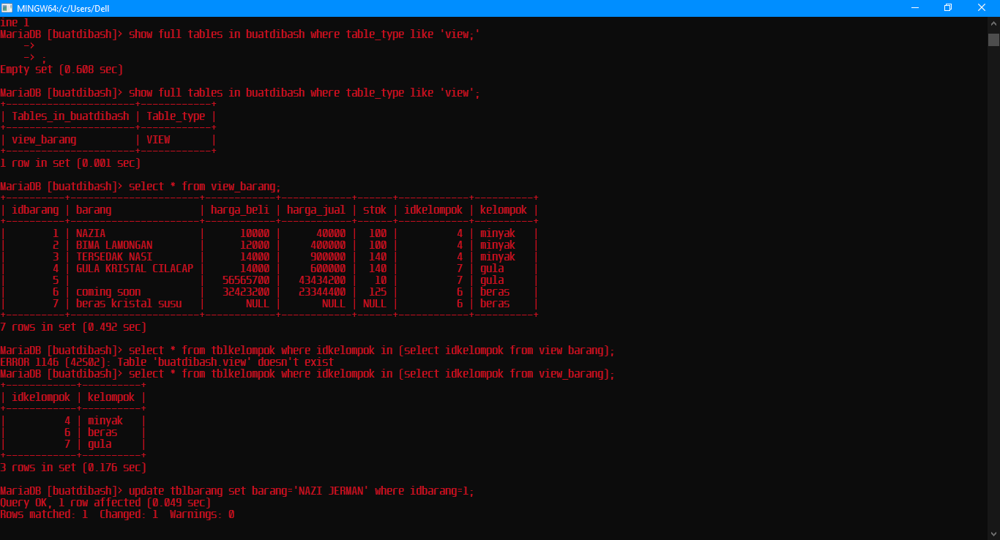 MINGW64:/c/Users/Dell
ine 1
MariaDB [buatdibash]> show full tables in buatdibash where table_type like 'view;'
    ->
    -> ;
Empty set (0.608 sec)
MariaDB [buatdibash]> show full tables in buatdibash where table_type like 'view';
+----------------------+------------+
| Tables_in_buatdibash | Table_type |
+----------------------+------------+
| view_barang          | VIEW       |
+----------------------+------------+
1 row in set (0.001 sec)
MariaDB [buatdibash]> select * from view_barang;
+----------+----------------------+------------+------------+------+------------+----------+
| idbarang | barang               | harga_beli | harga_jual | stok | idkelompok | kelompok |
+----------+----------------------+------------+------------+------+------------+----------+
|        1 | NAZIA                |      10000 |      40000 |  100 |          4 | minyak   |
|        2 | BIMA LAMONGAN        |      12000 |     400000 |  100 |          4 | minyak   |
|        3 | TERSEDAK NASI        |      14000 |     900000 |  140 |          4 | minyak   |
|        4 | GULA KRISTAL CILACAP |      14000 |     600000 |  140 |          7 | gula     |
|        5 |                      |   56565700 |   43434200 |   10 |          7 | gula     |
|        6 | coming soon          |   32423200 |   23344400 |  125 |          6 | beras    |
|        7 | beras kristal susu   |       NULL |       NULL | NULL |          6 | beras    |
+----------+----------------------+------------+------------+------+------------+----------+
7 rows in set (0.492 sec)
MariaDB [buatdibash]> select * from tblkelompok where idkelompok in (select idkelompok from view barang);
ERROR 1146 (42S02): Table 'buatdibash.view' doesn't exist
MariaDB [buatdibash]> select * from tblkelompok where idkelompok in (select idkelompok from view_barang);
+------------+----------+
| idkelompok | kelompok |
+------------+----------+
|          4 | minyak   |
|          6 | beras    |
|          7 | gula     |
+------------+----------+
3 rows in set (0.176 sec)
MariaDB [buatdibash]> update tblbarang set barang='NAZI JERMAN' where idbarang=1;
Query OK, 1 row affected (0.049 sec)
Rows matched: 1  Changed: 1  Warnings: 0